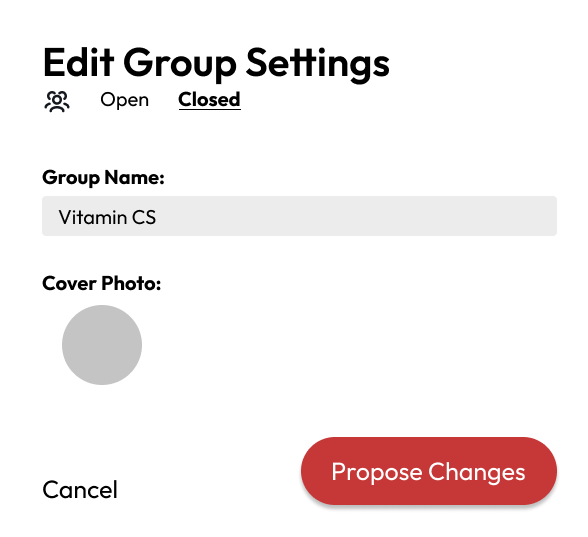 Edit Group Settings
Open Closed
Group Name:
Vitamin CS
Cover Photo:
Propose Changes
Cancel